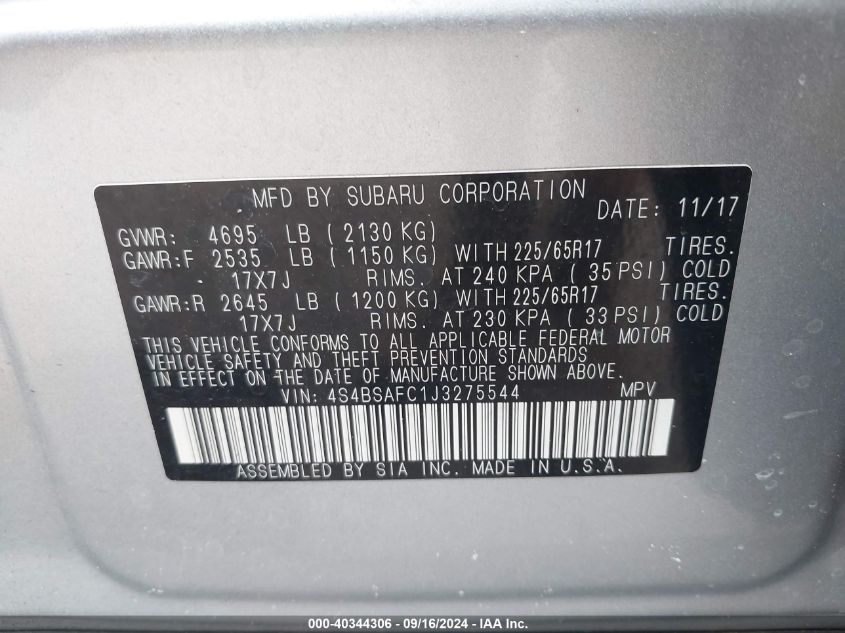 MFD BY SUBARU CORPORATION
DATE: 11/17
GVWR: 4695 LB ( 2130 KG)
GAWR:F 2535 LB ( 1150 KG) WITH 225/65R17 TIRES.
17X7J RIMS. AT 240 KPA ( 35 PSI) COLD
GAWR:R 2645 LB ( 1200 KG) WITH 225/65R17 TIRES.
17X7J RIMS. AT 230 KPA ( 33 PSI) COLD
THIS VEHICLE CONFORMS TO ALL APPLICABLE FEDERAL MOTOR
VEHICLE SAFETY AND THEFT PREVENTION STANDARDS
IN EFFECT ON THE DATE OF MANUFACTURE SHOWN ABOVE.
VIN: 4S4BSAFC1J3275544 MPV
ASSEMBLED BY SIA INC. MADE IN U.S.A.
000-40344306 - 09/16/2024 - IAA Inc.